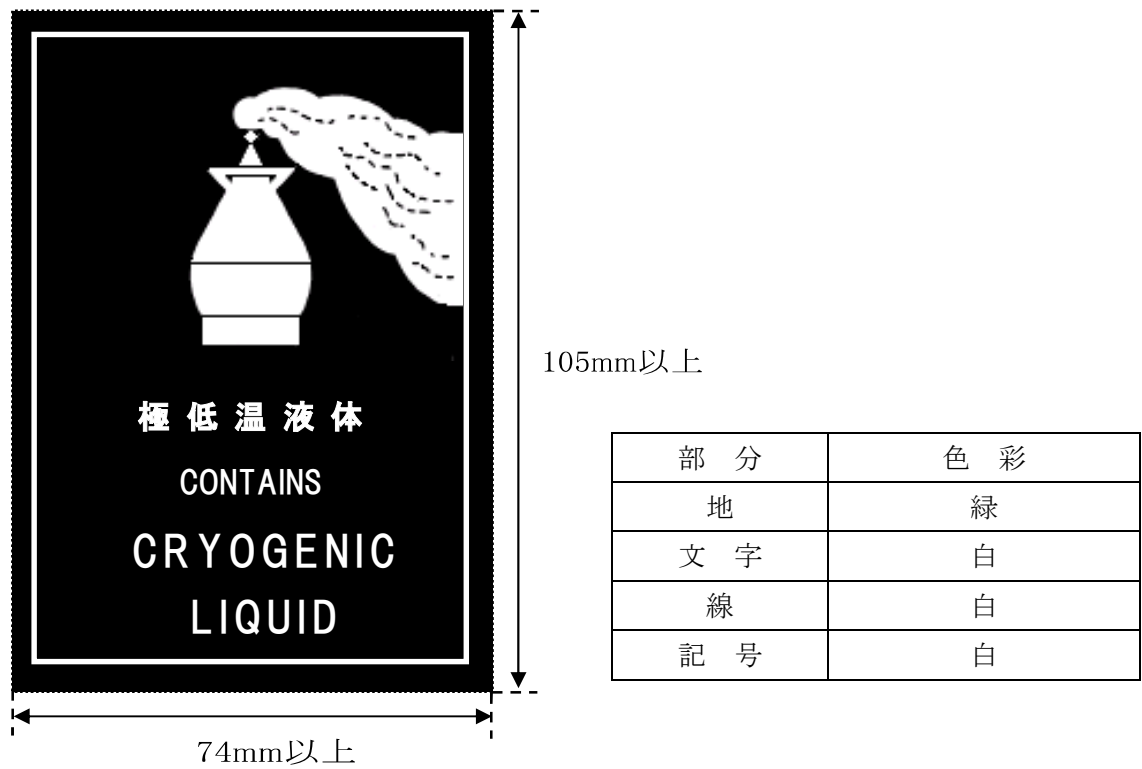 極低温液体
CONTAINS
CRYOGENIC
LIQUID
105mm以上
74mm以上
部　分　色　彩
地　緑
文　字　白
線　白
記　号　白